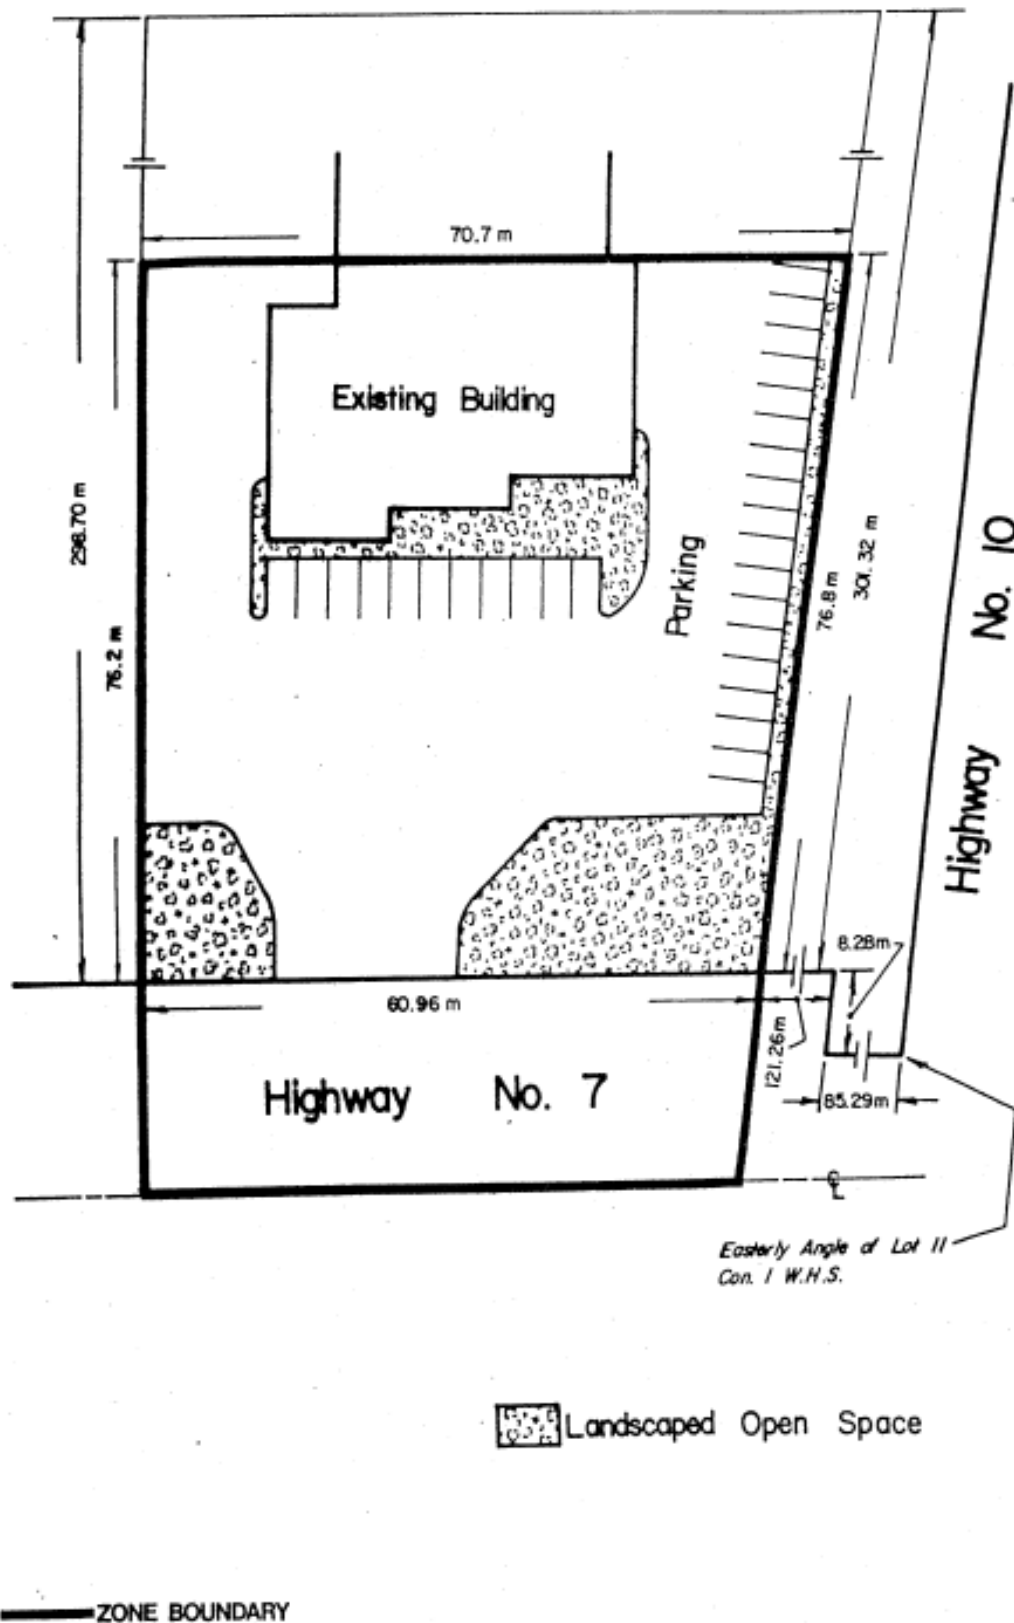 70.7 m
Existing Building
298.70 m
76.2 m
Parking
76.8 m
301.32 m
Highway No. 10
8.28m
60.96 m
121.26m
85.29m
Highway No. 7
℄
Easterly Angle of Lot 11
Con. 1 W.H.S.
Landscaped Open Space
ZONE BOUNDARY